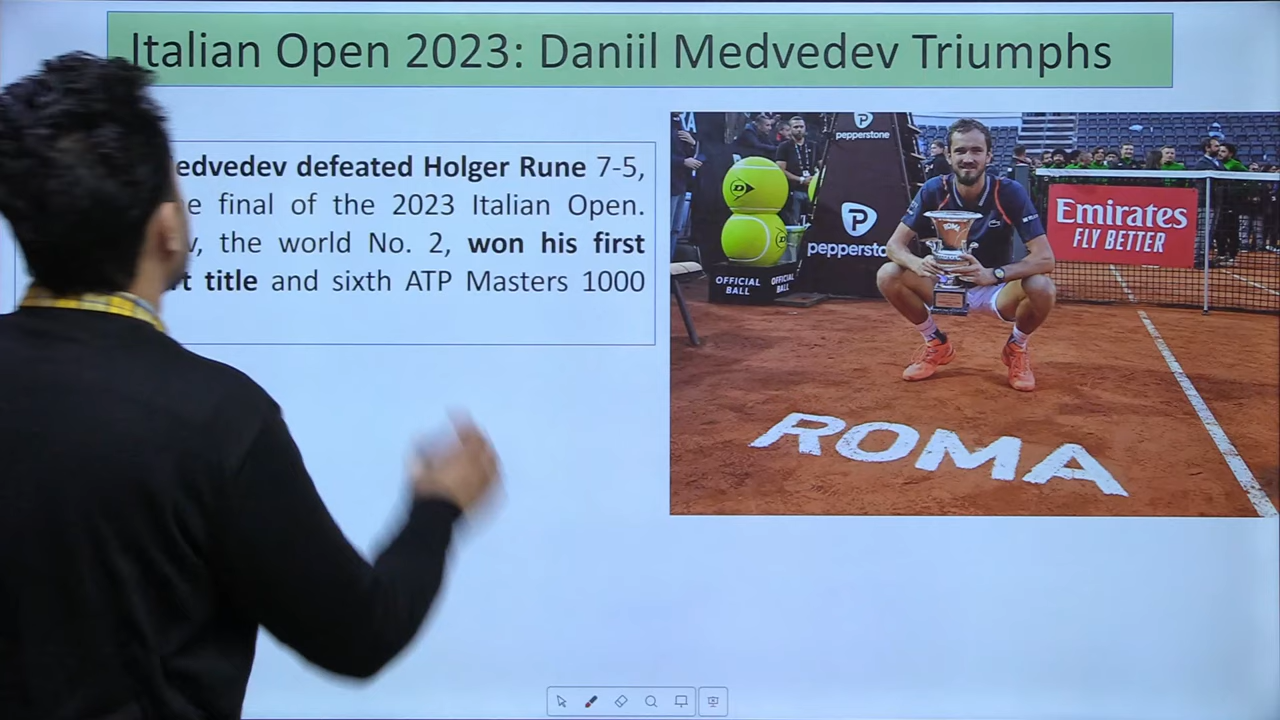 Italian Open 2023: Daniil Medvedev Triumphs
edvedev defeated Holger Rune 7-5,
e final of the 2023 Italian Open.
v, the world No. 2, won his first
t title and sixth ATP Masters 1000
pepperstone
pepperstone
OFFICIAL BALL
OFFICIAL BALL
Emirates
FLY BETTER
ROMA